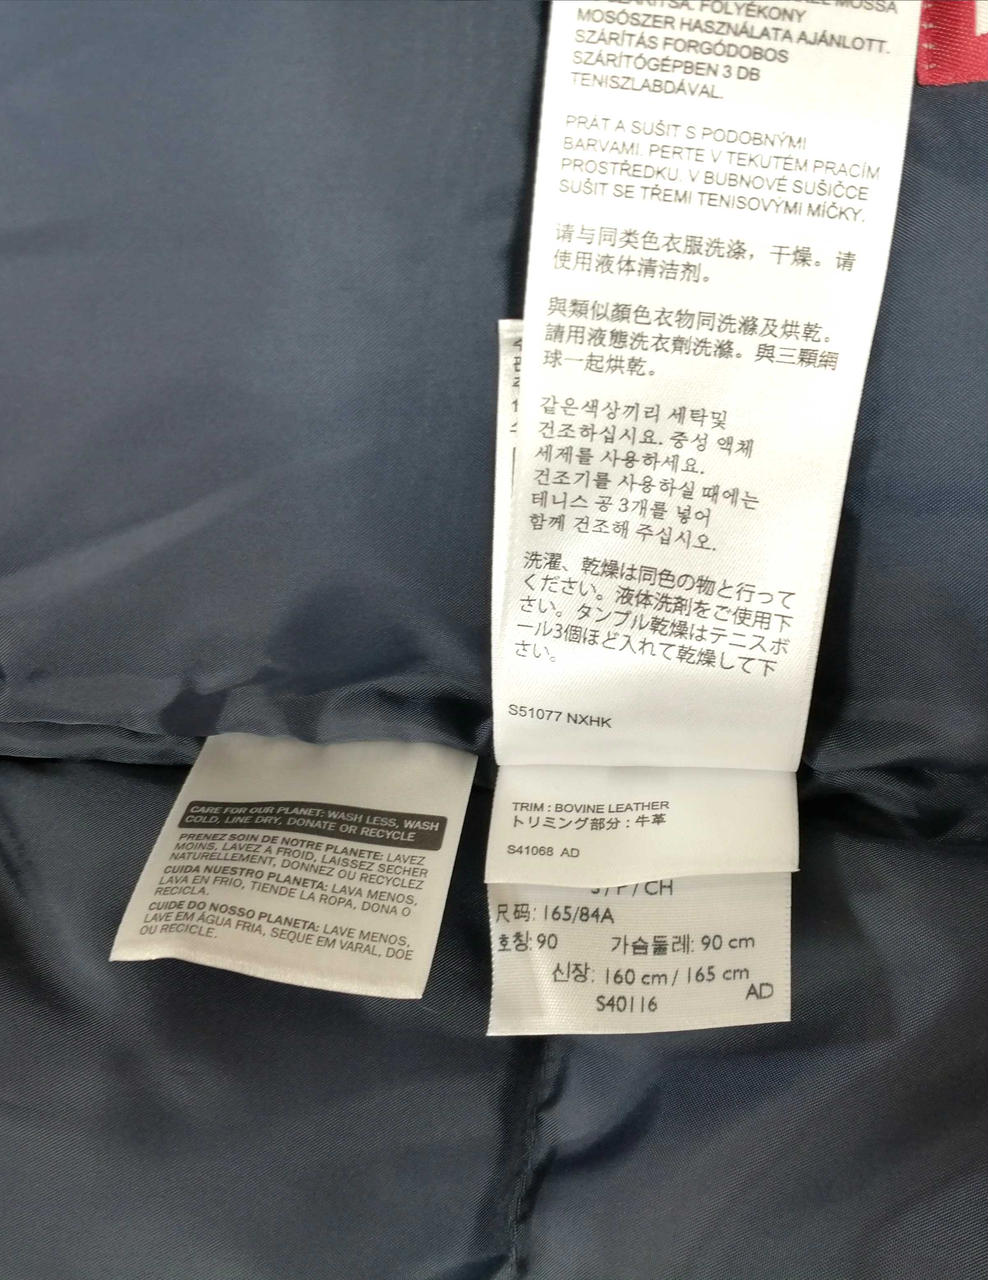 MOSSA
FOLYÉKONY
MOSÓSZER HASZNÁLATA AJÁNLOTT.
SZÁRÍTÁS FORGÓDOBOS
SZÁRÍTÓGÉPBEN 3 DB
TENISZLABDÁVAL.
PRÁT A SUŠIT S PODOBNÝMI
BARVAMI. PERTE V TEKUTÉM PRACÍM
PROSTŘEDKU. V BUBNOVÉ SUŠIČCE
SUŠIT SE TŘEMI TENISOVÝMI MÍČKY.
请与同类色衣服洗涤，干燥。请
使用液体清洁剂。
與類似顏色衣物同洗滌及烘乾。
請用液態洗衣劑洗滌。與三顆網
球一起烘乾。
같은색상끼리 세탁및
건조하십시요. 중성 액체
세제를 사용하세요.
건조기를 사용하실 때에는
테니스 공 3개를 넣어
함께 건조해 주십시오.
洗濯、乾燥は同色の物と行って
ください。液体洗剤をご使用下
さい。タンブル乾燥はテニスボ
ール3個ほど入れて乾燥して下
さい。
S51077 NXHK
TRIM : BOVINE LEATHER
トリミング部分 : 牛革
S41068 AD
S / P / CH
尺码: 165/84A
호칭: 90 가슴둘레: 90 cm
신장: 160 cm / 165 cm
S40116 AD
CARE FOR OUR PLANET: WASH LESS, WASH
COLD, LINE DRY, DONATE OR RECYCLE
PRENEZ SOIN DE NOTRE PLANETE: LAVEZ
MOINS, LAVEZ A FROID, LAISSEZ SECHER
NATURELLEMENT, DONNEZ OU RECYCLEZ
CUIDA NUESTRO PLANETA: LAVA MENOS,
LAVA EN FRIO, TIENDE LA ROPA, DONA O
RECICLA.
CUIDE DO NOSSO PLANETA: LAVE MENOS,
LAVE EM ÁGUA FRIA, SEQUE EM VARAL, DOE
OU RECICLE.